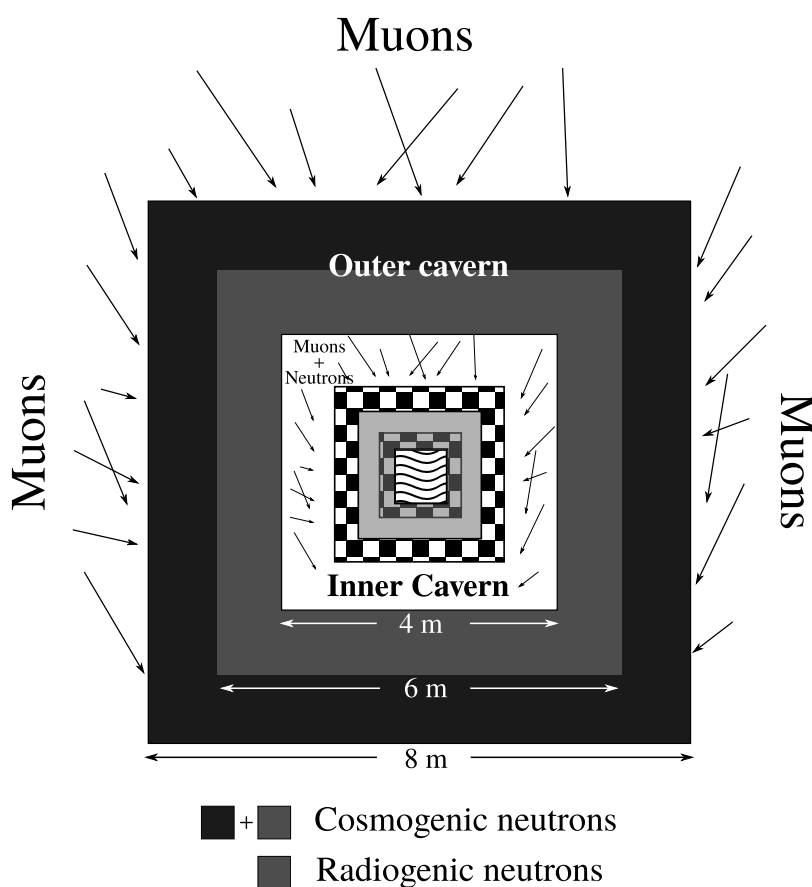 Muons
Outer cavern
Muons
+
Neutrons
Muons
Muons
Inner Cavern
4 m
6 m
8 m
+ Cosmogenic neutrons
Radiogenic neutrons